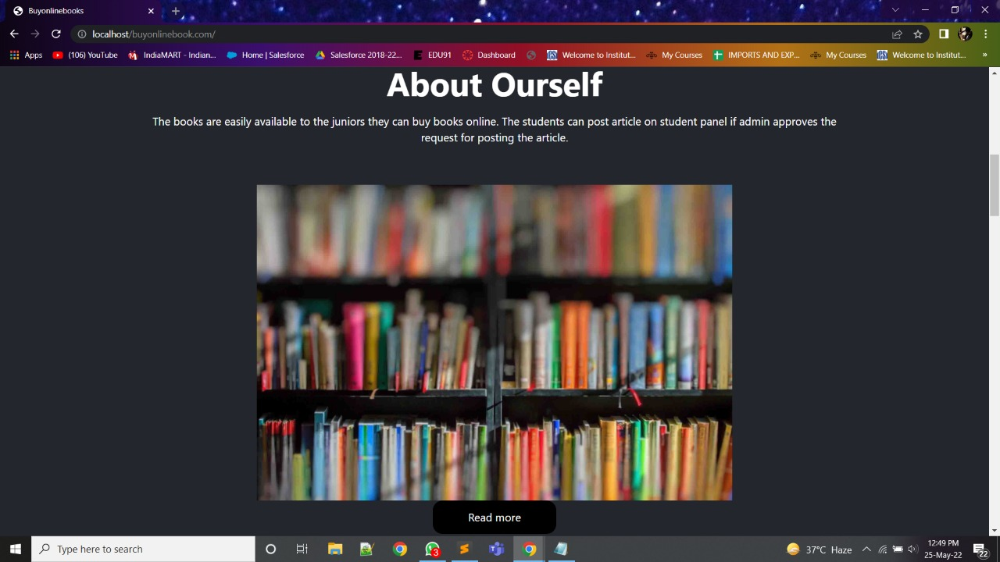 Buyonlinebooks
localhost/buyonlinebook.com/
Apps (106) YouTube IndiaMART - Indian... Home | Salesforce Salesforce 2018-22... EDU91 Dashboard Welcome to Institut... My Courses IMPORTS AND EXP... My Courses Welcome to Institut... »
About Ourself
The books are easily available to the juniors they can buy books online. The students can post article on student panel if admin approves the
request for posting the article.
Read more
Type here to search
3
37°C Haze
12:49 PM
25-May-22
22